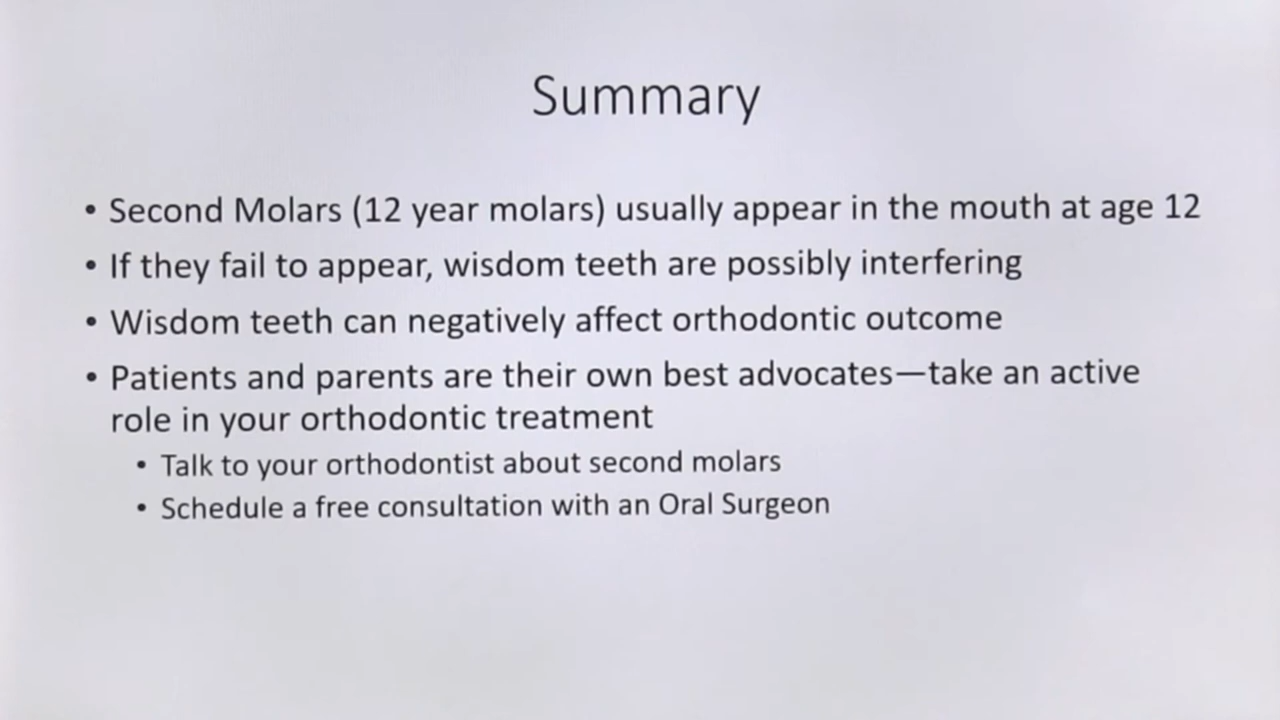 Summary
• Second Molars (12 year molars) usually appear in the mouth at age 12
• If they fail to appear, wisdom teeth are possibly interfering
• Wisdom teeth can negatively affect orthodontic outcome
• Patients and parents are their own best advocates—take an active
role in your orthodontic treatment
• Talk to your orthodontist about second molars
• Schedule a free consultation with an Oral Surgeon